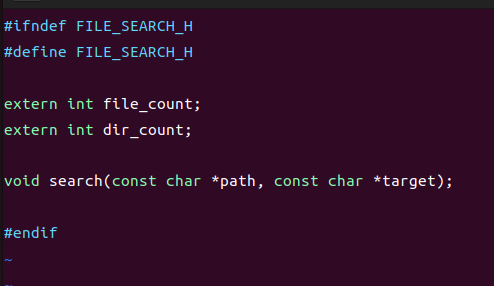 #ifndef FILE_SEARCH_H
#define FILE_SEARCH_H
extern int file_count;
extern int dir_count;
void search(const char *path, const char *target);
#endif
~
~